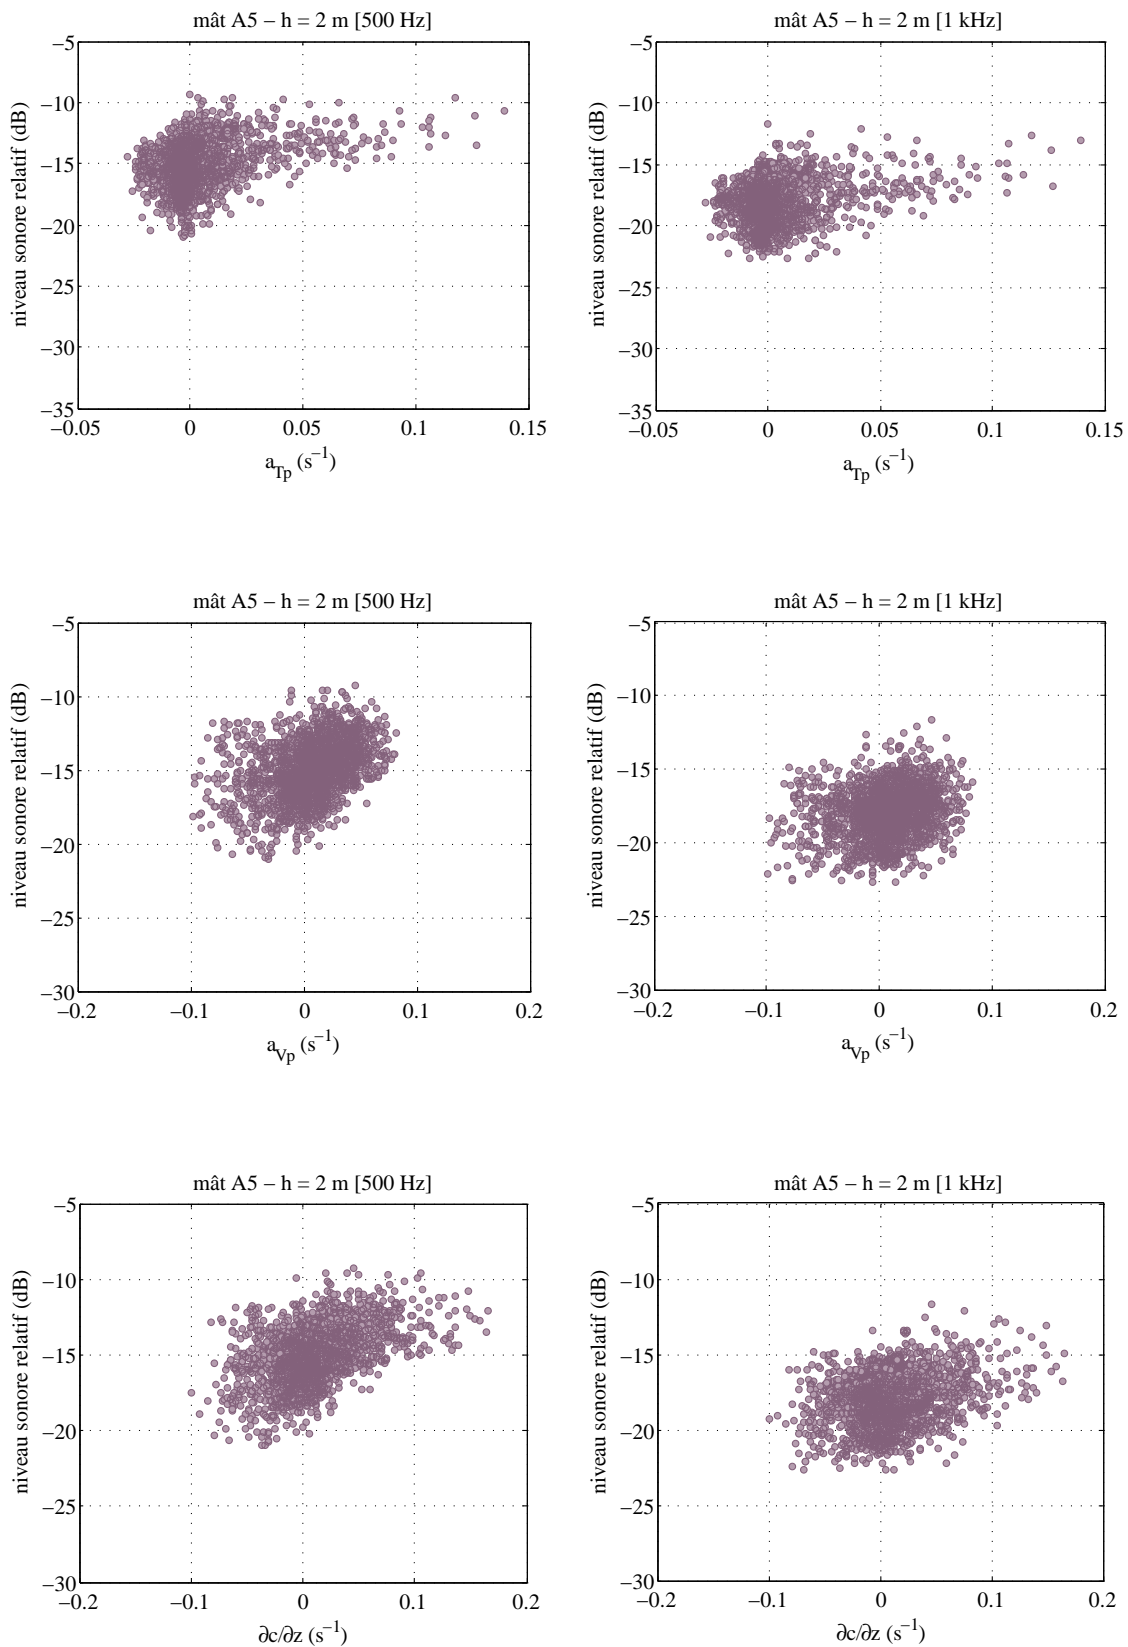 mât A5 – h = 2 m [500 Hz]
−5
−10
−15
−20
−25
−30
−35
−0.05 0 0.05 0.1 0.15
niveau sonore relatif (dB)
a_Tp (s⁻¹)
mât A5 – h = 2 m [1 kHz]
−5
−10
−15
−20
−25
−30
−35
−0.05 0 0.05 0.1 0.15
niveau sonore relatif (dB)
a_Tp (s⁻¹)
mât A5 – h = 2 m [500 Hz]
−5
−10
−15
−20
−25
−30
−0.2 −0.1 0 0.1 0.2
niveau sonore relatif (dB)
a_Vp (s⁻¹)
mât A5 – h = 2 m [1 kHz]
−5
−10
−15
−20
−25
−30
−0.2 −0.1 0 0.1 0.2
niveau sonore relatif (dB)
a_Vp (s⁻¹)
mât A5 – h = 2 m [500 Hz]
−5
−10
−15
−20
−25
−30
−0.2 −0.1 0 0.1 0.2
niveau sonore relatif (dB)
∂c/∂z (s⁻¹)
mât A5 – h = 2 m [1 kHz]
−5
−10
−15
−20
−25
−30
−0.2 −0.1 0 0.1 0.2
niveau sonore relatif (dB)
∂c/∂z (s⁻¹)